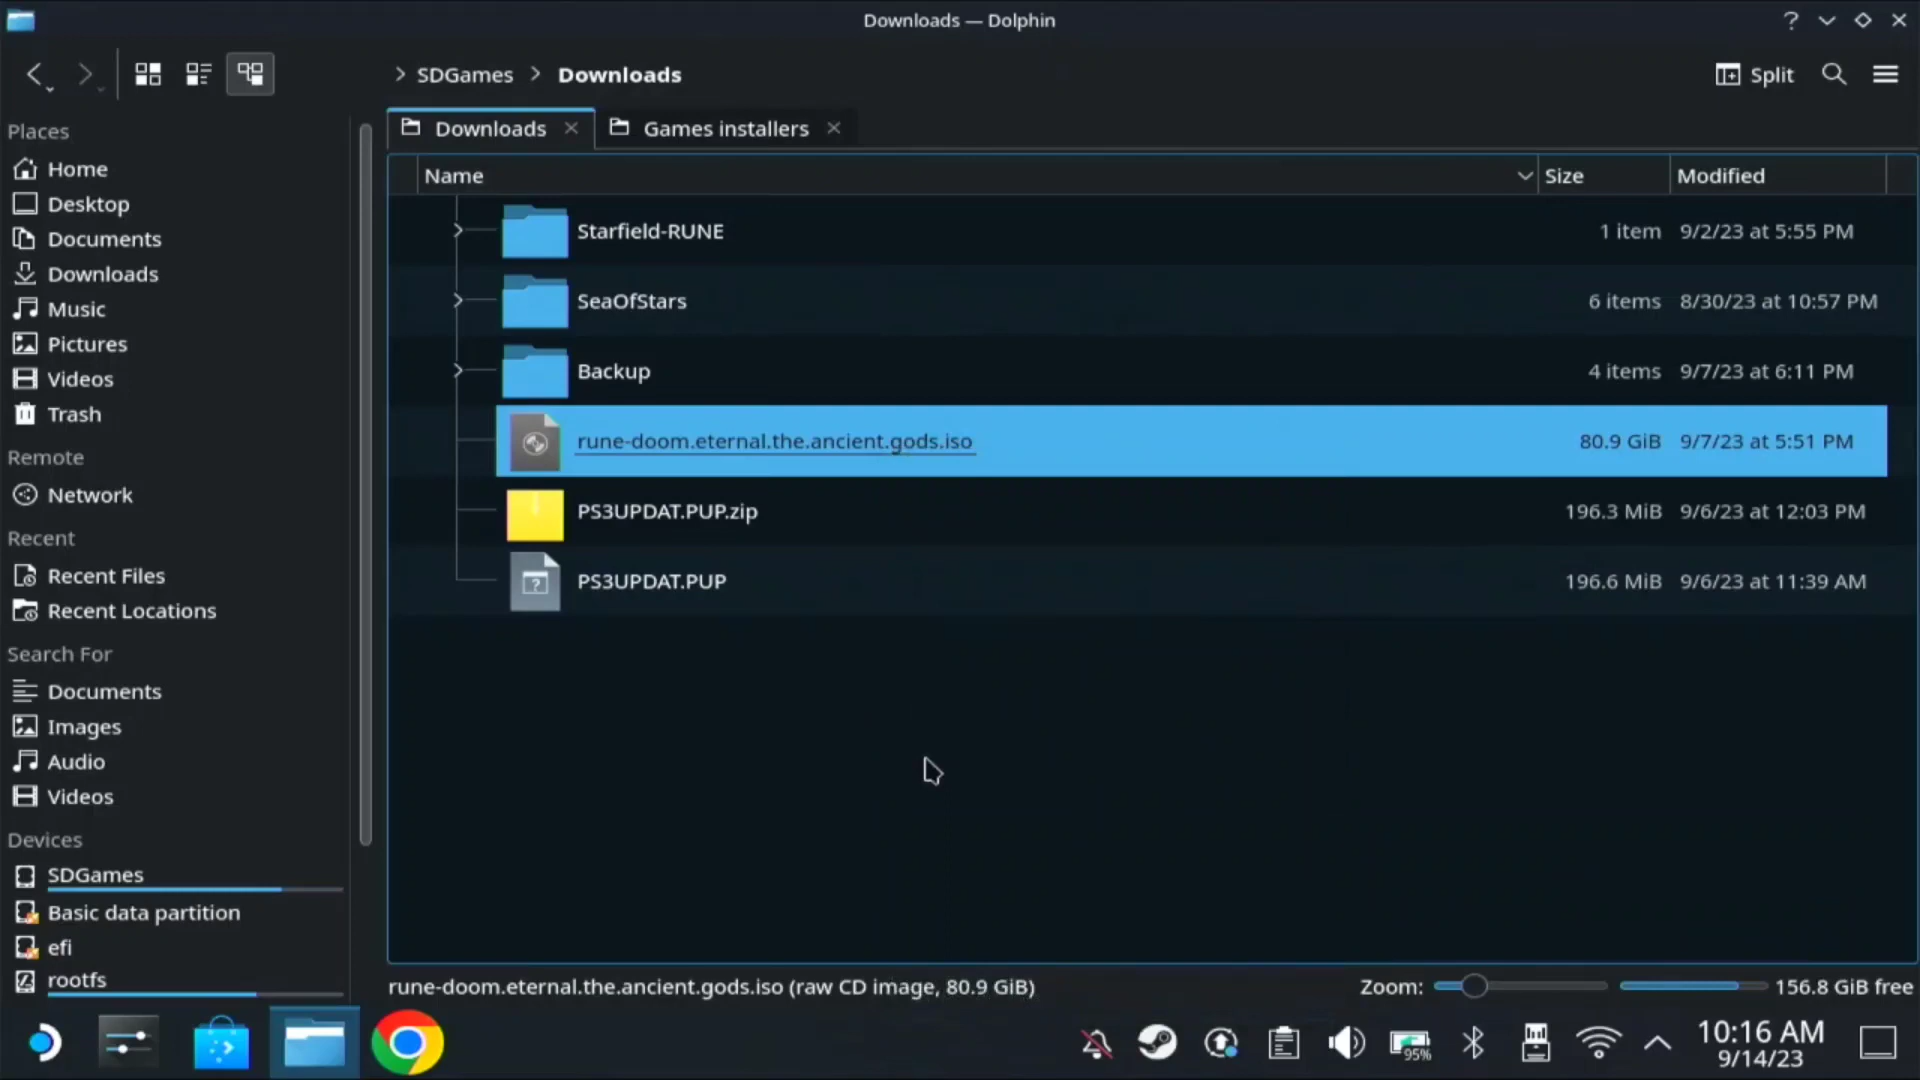 Downloads — Dolphin
SDGames
Downloads
Split
Places
Home
Desktop
Documents
Downloads
Music
Pictures
Videos
Trash
Remote
Network
Recent
Recent Files
Recent Locations
Search For
Documents
Images
Audio
Videos
Devices
SDGames
Basic data partition
efi
rootfs
Downloads
Games installers
Name Size Modified
Starfield-RUNE 1 item 9/2/23 at 5:55 PM
SeaOfStars 6 items 8/30/23 at 10:57 PM
Backup 4 items 9/7/23 at 6:11 PM
rune-doom.eternal.the.ancient.gods.iso 80.9 GiB 9/7/23 at 5:51 PM
PS3UPDAT.PUP.zip 196.3 MiB 9/6/23 at 12:03 PM
PS3UPDAT.PUP 196.6 MiB 9/6/23 at 11:39 AM
rune-doom.eternal.the.ancient.gods.iso (raw CD image, 80.9 GiB)
Zoom:
156.8 GiB free
95%
10:16 AM
9/14/23